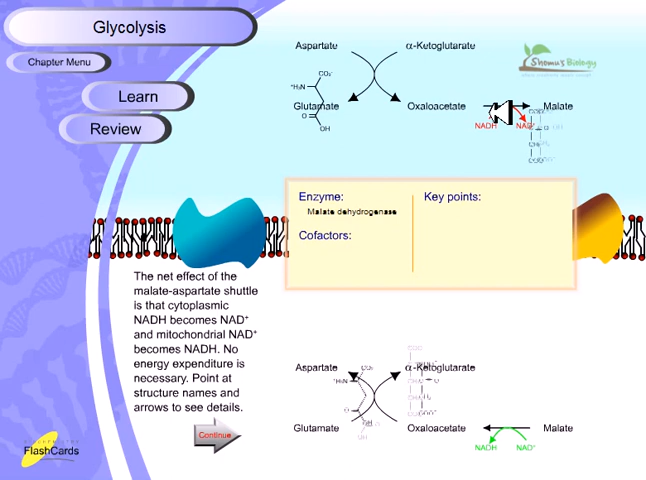 Glycolysis
Chapter Menu
Learn
Review
Aspartate
α-Ketoglutarate
Shomu's Biology
CO₂⁻
⁺H₃N
Glutamate
Oxaloacetate
Malate
O
OH
NADH
NAD⁺
Enzyme:
Malate dehydrogenase
Cofactors:
Key points:
The net effect of the
malate-aspartate shuttle
is that cytoplasmic
NADH becomes NAD⁺
and mitochondrial NAD⁺
becomes NADH. No
energy expenditure is
necessary. Point at
structure names and
arrows to see details.
Continue
FlashCards
Aspartate
α-Ketoglutarate
Glutamate
Oxaloacetate
Malate
NADH
NAD⁺